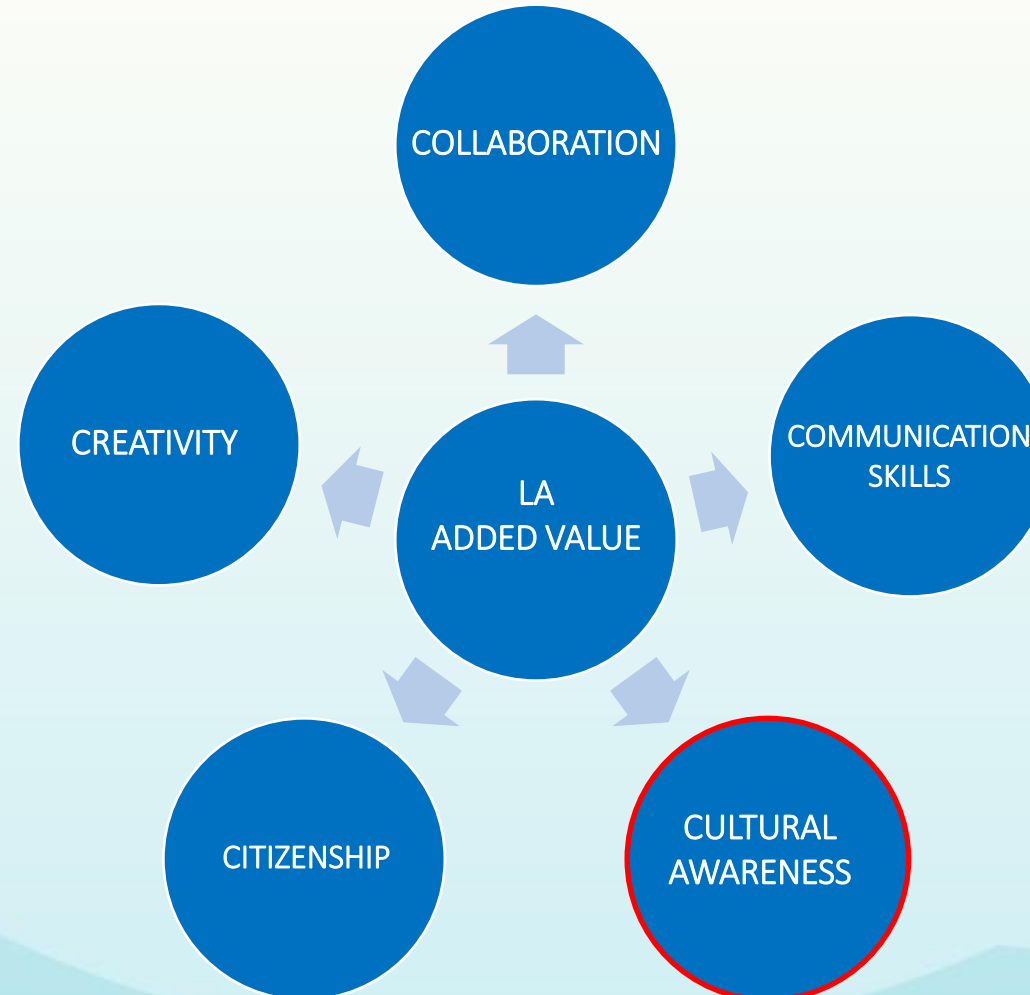 COLLABORATION
CREATIVITY
COMMUNICATION
SKILLS
LA
ADDED VALUE
CITIZENSHIP
CULTURAL
AWARENESS